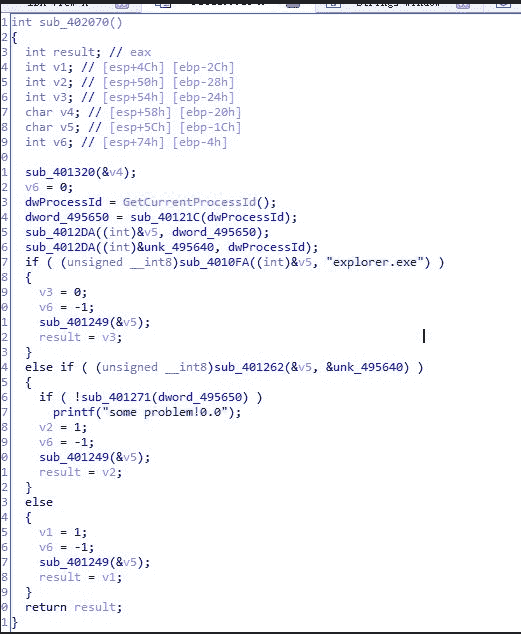 1 int sub_402070()
2 {
3 int result; // eax
4 int v1; // [esp+4Ch] [ebp-2Ch]
5 int v2; // [esp+50h] [ebp-28h]
6 int v3; // [esp+54h] [ebp-24h]
7 char v4; // [esp+58h] [ebp-20h]
8 char v5; // [esp+5Ch] [ebp-1Ch]
9 int v6; // [esp+74h] [ebp-4h]
0
1 sub_401320(&v4);
2 v6 = 0;
3 dwProcessId = GetCurrentProcessId();
4 dword_495650 = sub_40121C(dwProcessId);
5 sub_4012DA((int)&v5, dword_495650);
6 sub_4012DA((int)&unk_495640, dwProcessId);
7 if ( (unsigned __int8)sub_4010FA((int)&v5, "explorer.exe") )
8 {
9 v3 = 0;
0 v6 = -1;
1 sub_401249(&v5);
2 result = v3;
3 }
4 else if ( (unsigned __int8)sub_401262(&v5, &unk_495640) )
5 {
6 if ( !sub_401271(dword_495650) )
7 printf("some problem!0.0");
8 v2 = 1;
9 v6 = -1;
0 sub_401249(&v5);
1 result = v2;
2 }
3 else
4 {
5 v1 = 1;
6 v6 = -1;
7 sub_401249(&v5);
8 result = v1;
9 }
0 return result;
1 }